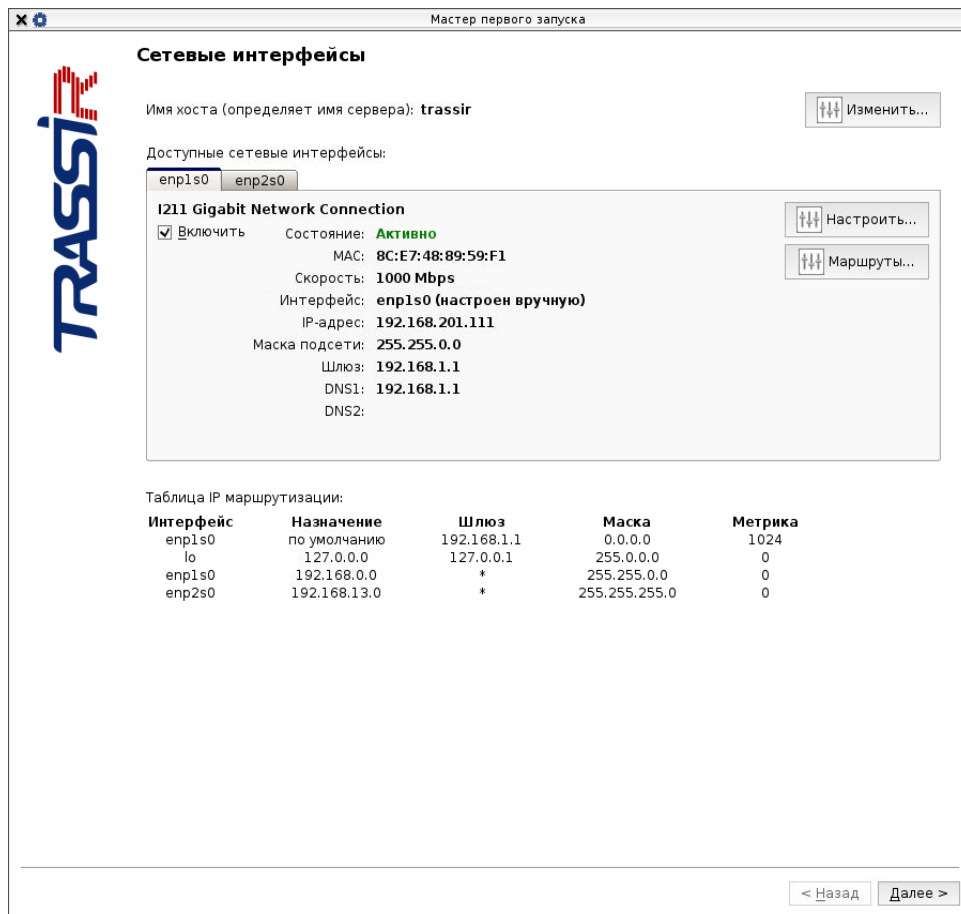 Мастер первого запуска
TRASSIR
Сетевые интерфейсы
Имя хоста (определяет имя сервера): trassir
Изменить...
Доступные сетевые интерфейсы:
enp1s0 enp2s0
I211 Gigabit Network Connection
Настроить...
Включить
Состояние: Активно
MAC: 8C:E7:48:89:59:F1
Маршруты...
Скорость: 1000 Mbps
Интерфейс: enp1s0 (настроен вручную)
IP-адрес: 192.168.201.111
Маска подсети: 255.255.0.0
Шлюз: 192.168.1.1
DNS1: 192.168.1.1
DNS2:
Таблица IP маршрутизации:
Интерфейс Назначение Шлюз Маска Метрика
enp1s0 по умолчанию 192.168.1.1 0.0.0.0 1024
lo 127.0.0.0 127.0.0.1 255.0.0.0 0
enp1s0 192.168.0.0 * 255.255.0.0 0
enp2s0 192.168.13.0 * 255.255.255.0 0
< Назад Далее >